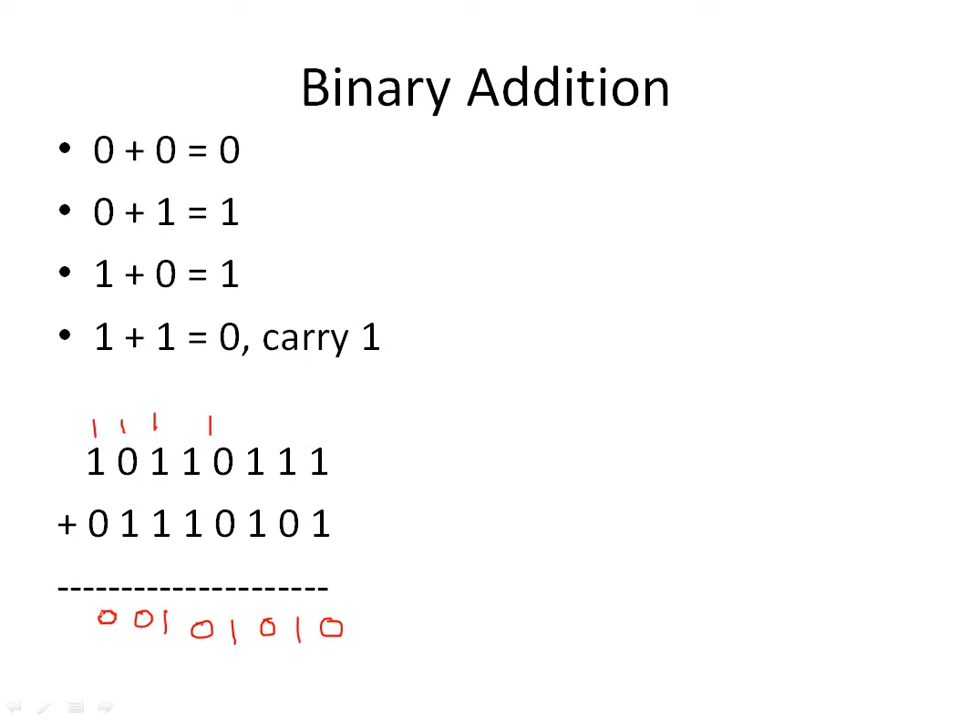 Binary Addition
• 0 + 0 = 0
• 0 + 1 = 1
• 1 + 0 = 1
• 1 + 1 = 0, carry 1
1 1 1 1
1 0 1 1 0 1 1 1
+ 0 1 1 1 0 1 0 1
--------------------
0 0 1 0 1 0 1 0